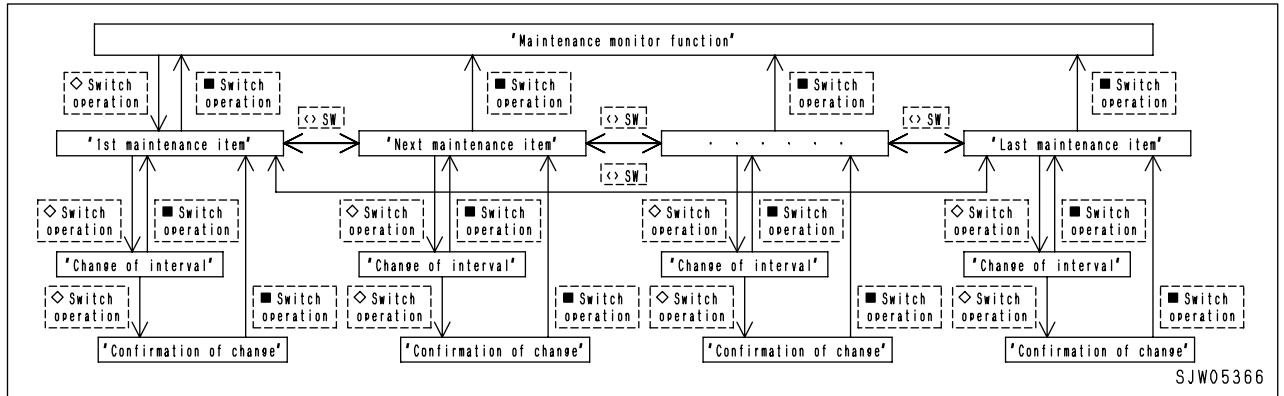 "Maintenance monitor function"
◇ Switch
operation
■ Switch
operation
■ Switch
operation
■ Switch
operation
■ Switch
operation
<> SW
<> SW
<> SW
"1st maintenance item"
"Next maintenance item"
. . . . . .
"Last maintenance item"
<> SW
◇ Switch
operation
■ Switch
operation
◇ Switch
operation
■ Switch
operation
◇ Switch
operation
■ Switch
operation
◇ Switch
operation
■ Switch
operation
"Change of interval"
"Change of interval"
"Change of interval"
"Change of interval"
◇ Switch
operation
■ Switch
operation
◇ Switch
operation
■ Switch
operation
◇ Switch
operation
■ Switch
operation
◇ Switch
operation
■ Switch
operation
"Confirmation of change"
"Confirmation of change"
"Confirmation of change"
"Confirmation of change"
SJW05366